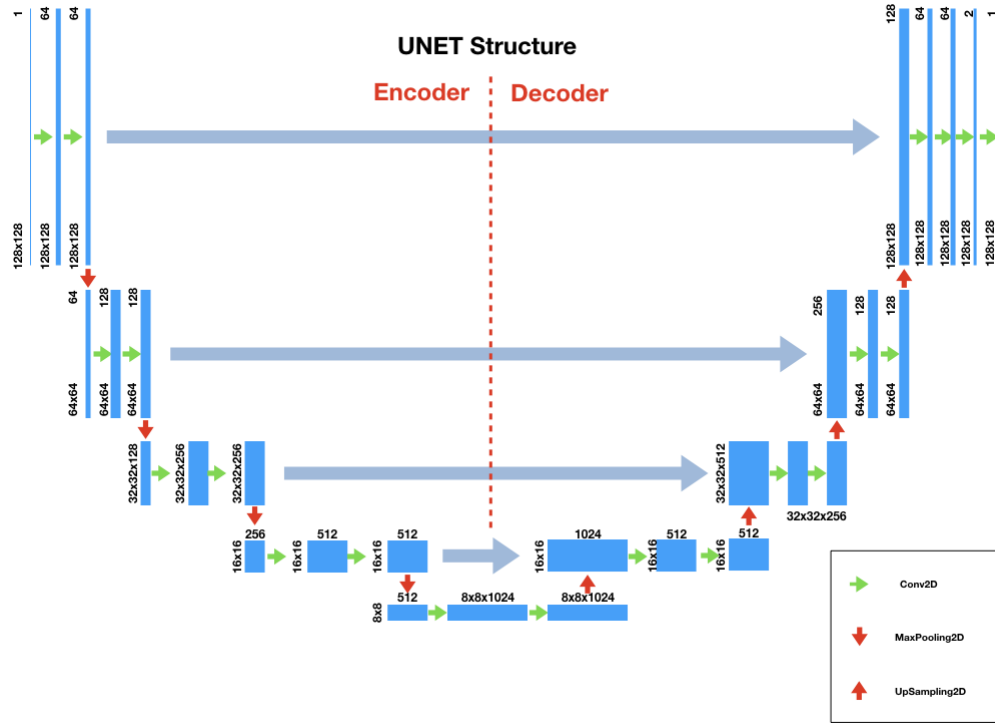 UNET Structure
Encoder
Decoder
1
64
64
128x128
128x128
128x128
64
128
128
64x64
64x64
64x64
32x32x128
32x32x256
32x32x256
256
512
512
16x16
16x16
16x16
512
8x8
8x8x1024
8x8x1024
1024
512
512
16x16
16x16
16x16
32x32x512
32x32x256
256
128
128
64x64
64x64
64x64
128
64
64
2
1
128x128
128x128
128x128
128x128
128x128
Conv2D
MaxPooling2D
UpSampling2D